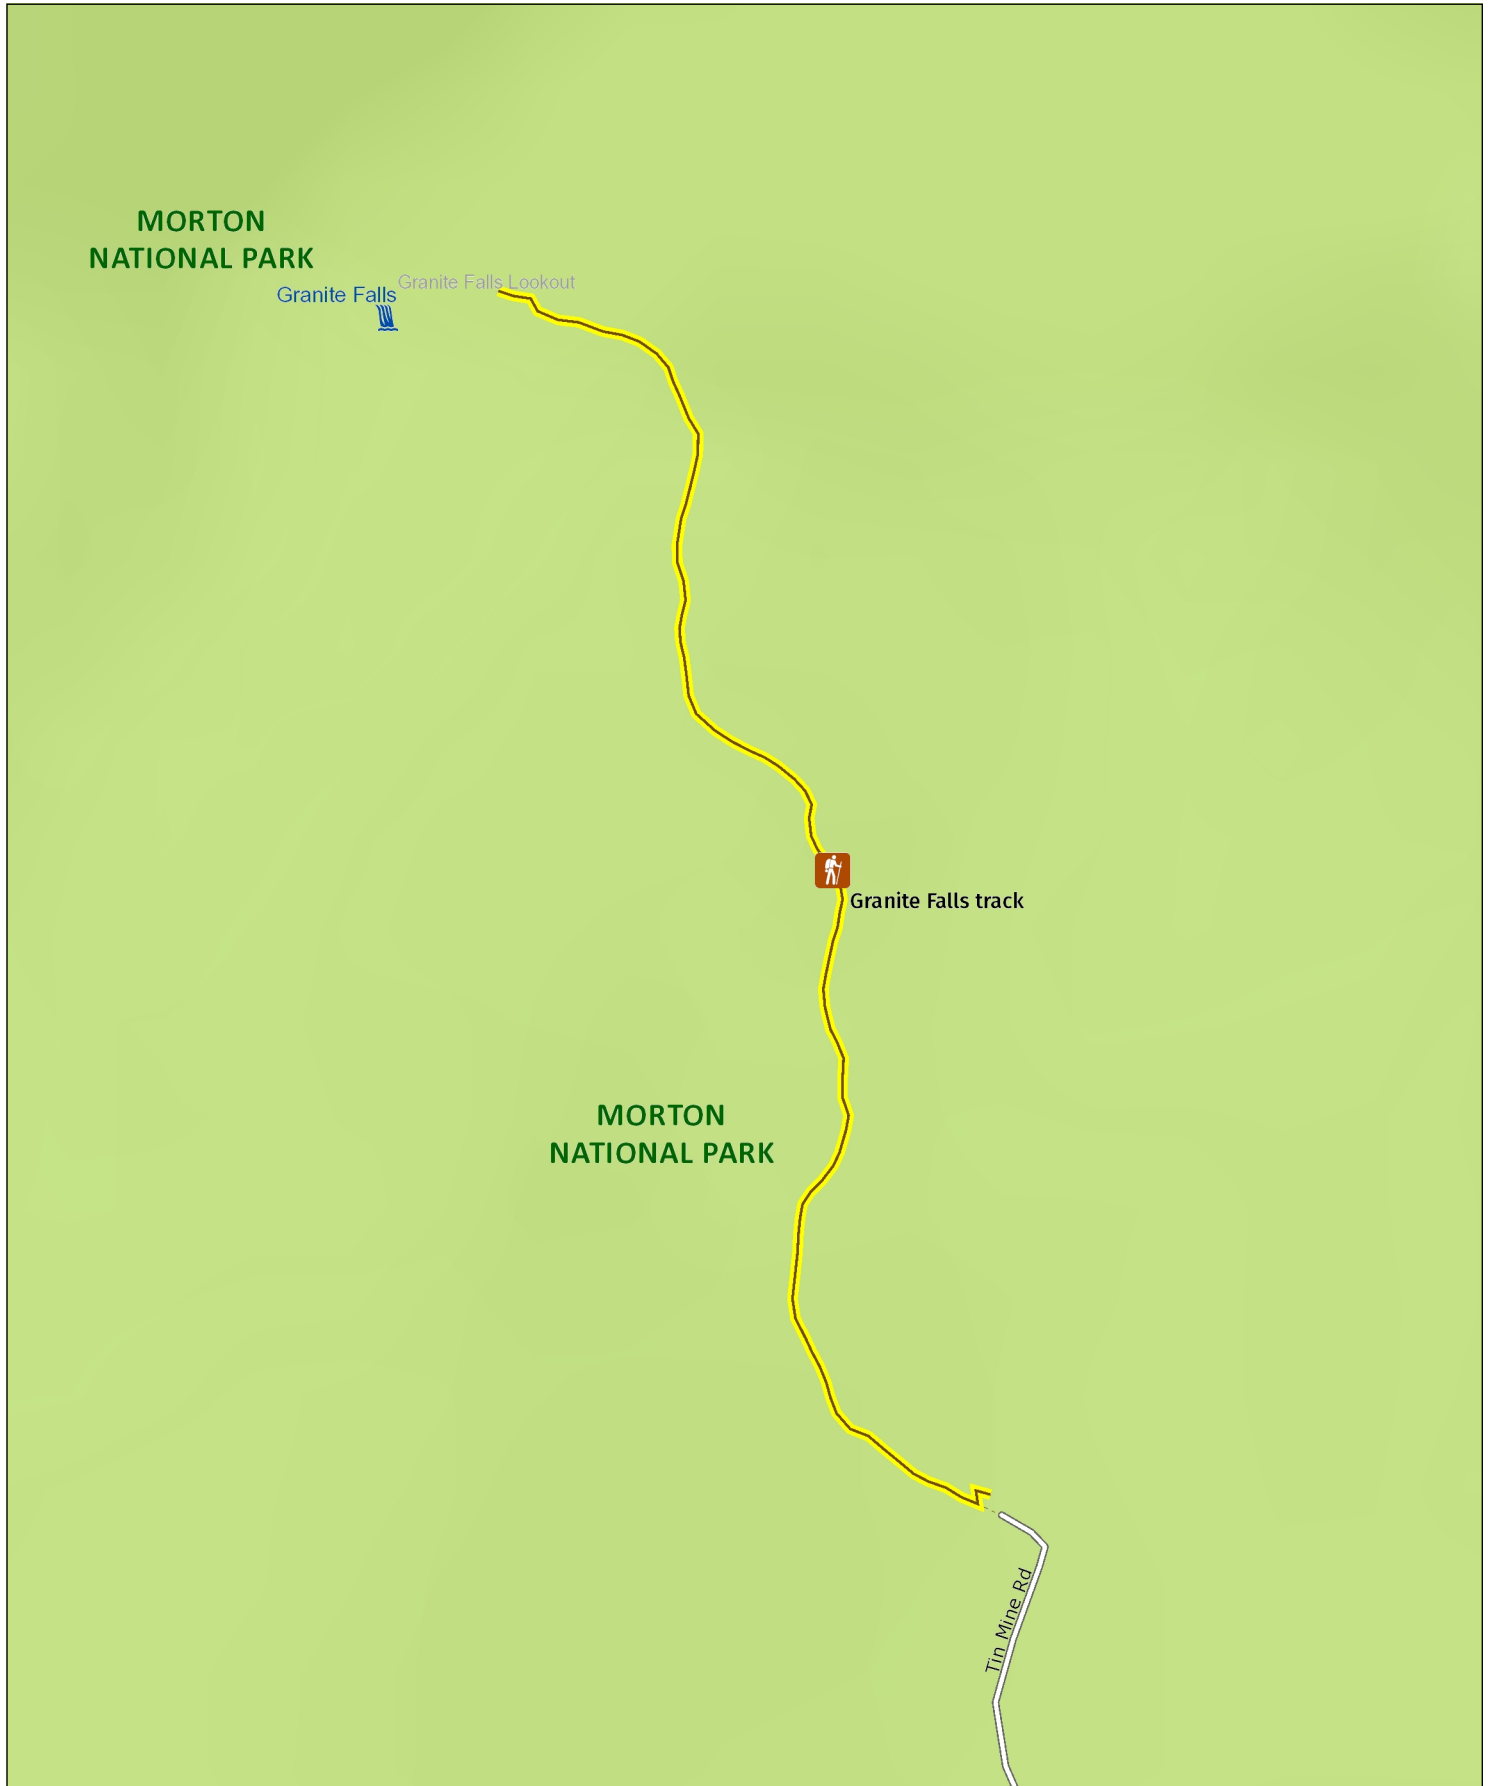 MORTON
NATIONAL PARK
Granite Falls Lookout
Granite Falls
Granite Falls track
MORTON
NATIONAL PARK
Tin Mine Rd